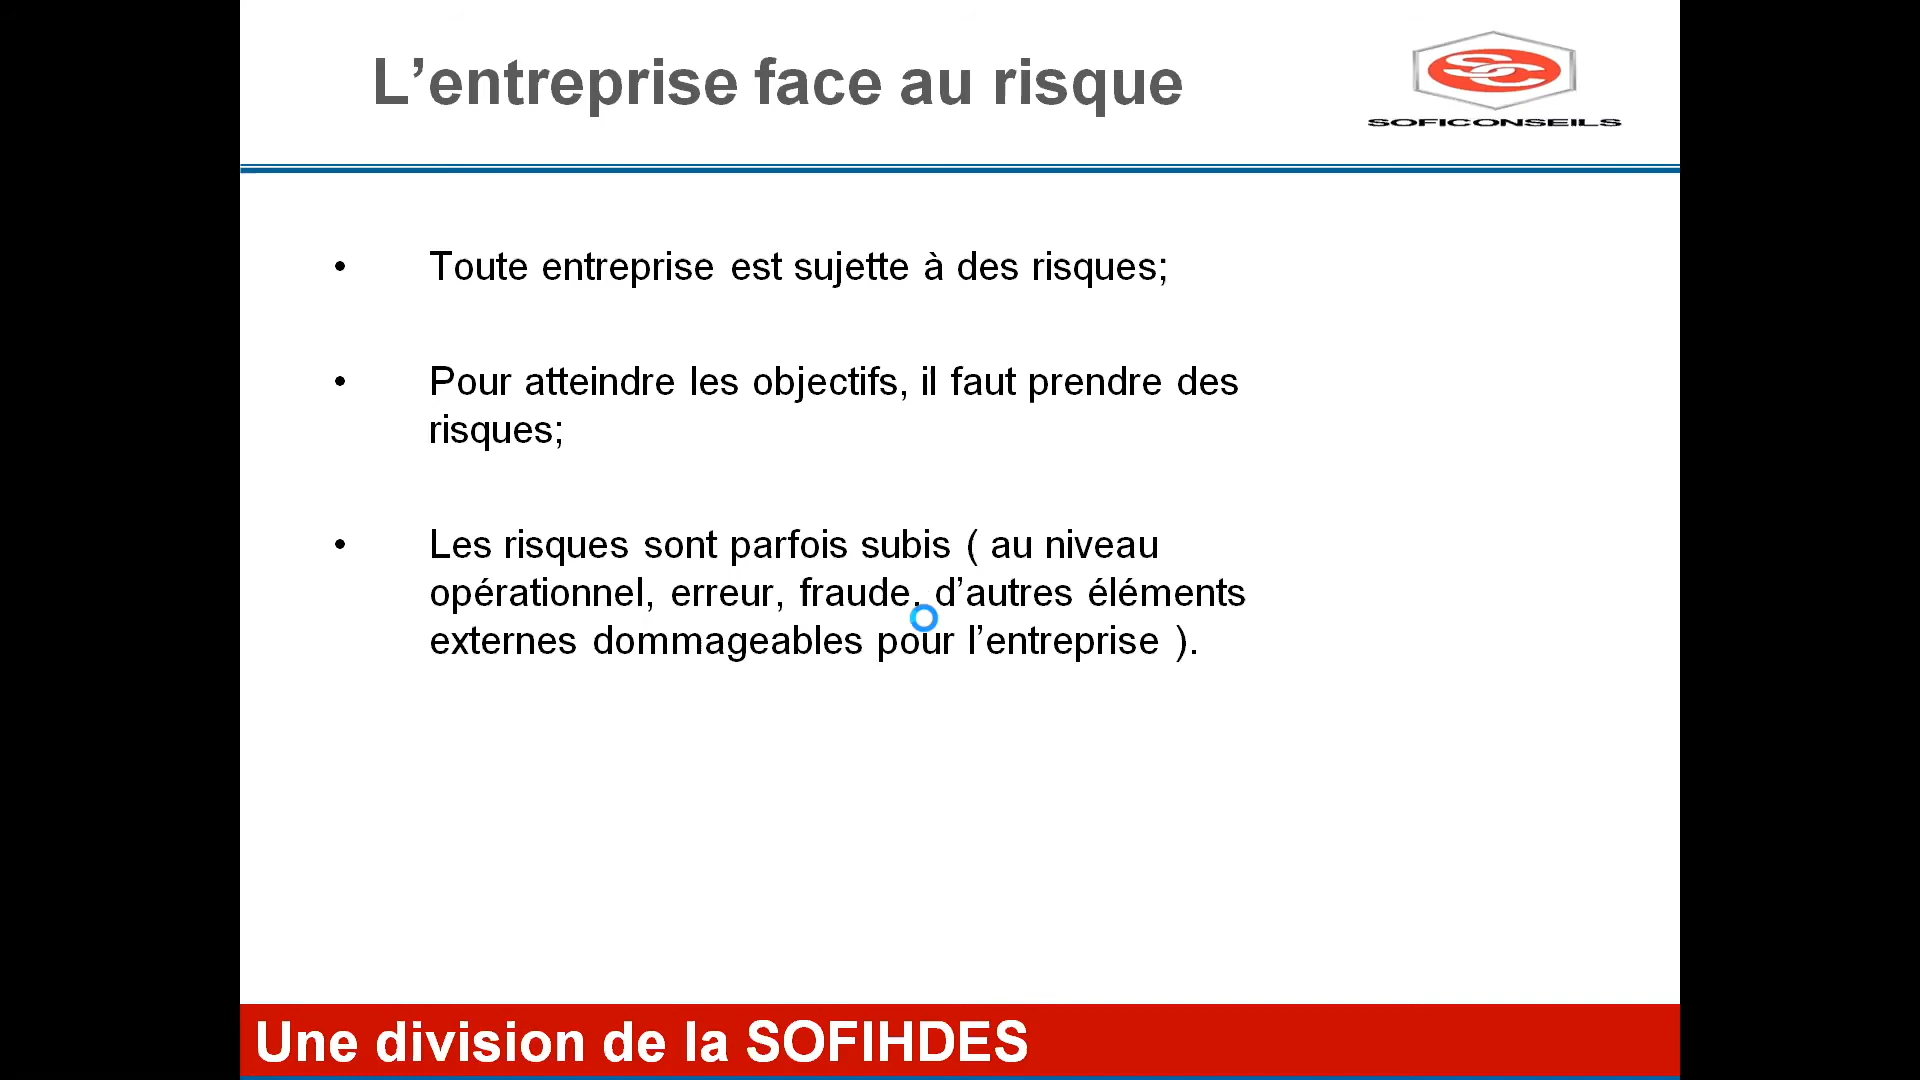 L’entreprise face au risque
SC
SOFICONSEILS
• Toute entreprise est sujette à des risques;
• Pour atteindre les objectifs, il faut prendre des
risques;
• Les risques sont parfois subis ( au niveau
opérationnel, erreur, fraude, d’autres éléments
externes dommageables pour l’entreprise ).
Une division de la SOFIHDES